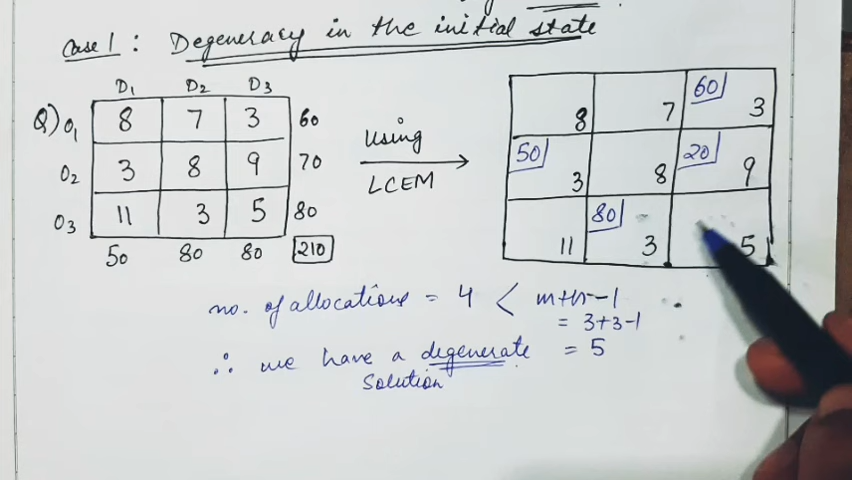 Case 1 : Degeneracy in the initial state
D1 D2 D3
Q) O1 8 7 3 60
O2 3 8 9 70
O3 11 3 5 80
50 80 80 210
Using
LCEM
8 7 60 3
50 3 8 20 9
11 80 3 5
no. of allocations = 4 < m+n-1
= 3+3-1
= 5
∴ we have a degenerate
solution